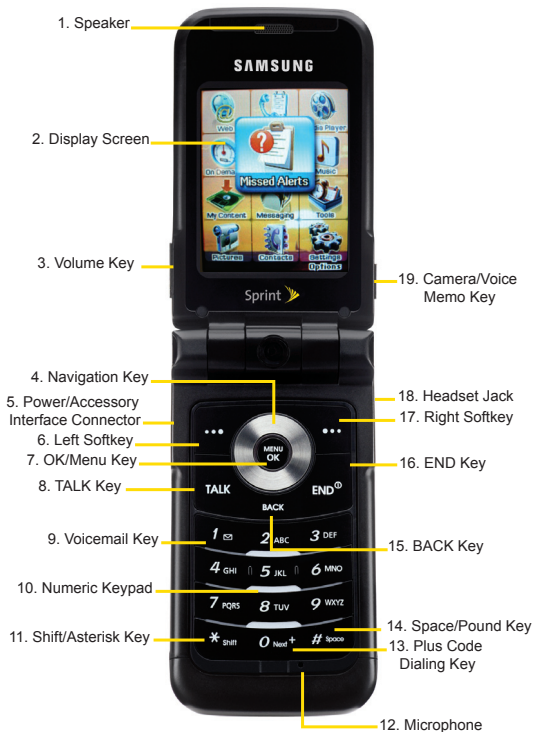 1. Speaker
SAMSUNG
Web
Player
2. Display Screen
On Dema
Missed Alerts
Music
My Content
Messaging
Tools
Pictures
Contacts
Settings
Options
3. Volume Key
19. Camera/Voice
Memo Key
Sprint
4. Navigation Key
5. Power/Accessory
Interface Connector
18. Headset Jack
17. Right Softkey
6. Left Softkey
7. OK/Menu Key
MENU
OK
16. END Key
8. TALK Key
TALK
END
BACK
9. Voicemail Key
1
2 ABC
3 DEF
15. BACK Key
4 GHI
5 JKL
6 MNO
10. Numeric Keypad
7 PQRS
8 TUV
9 WXYZ
14. Space/Pound Key
11. Shift/Asterisk Key
* Shift
0 Next +
# Space
13. Plus Code
Dialing Key
12. Microphone